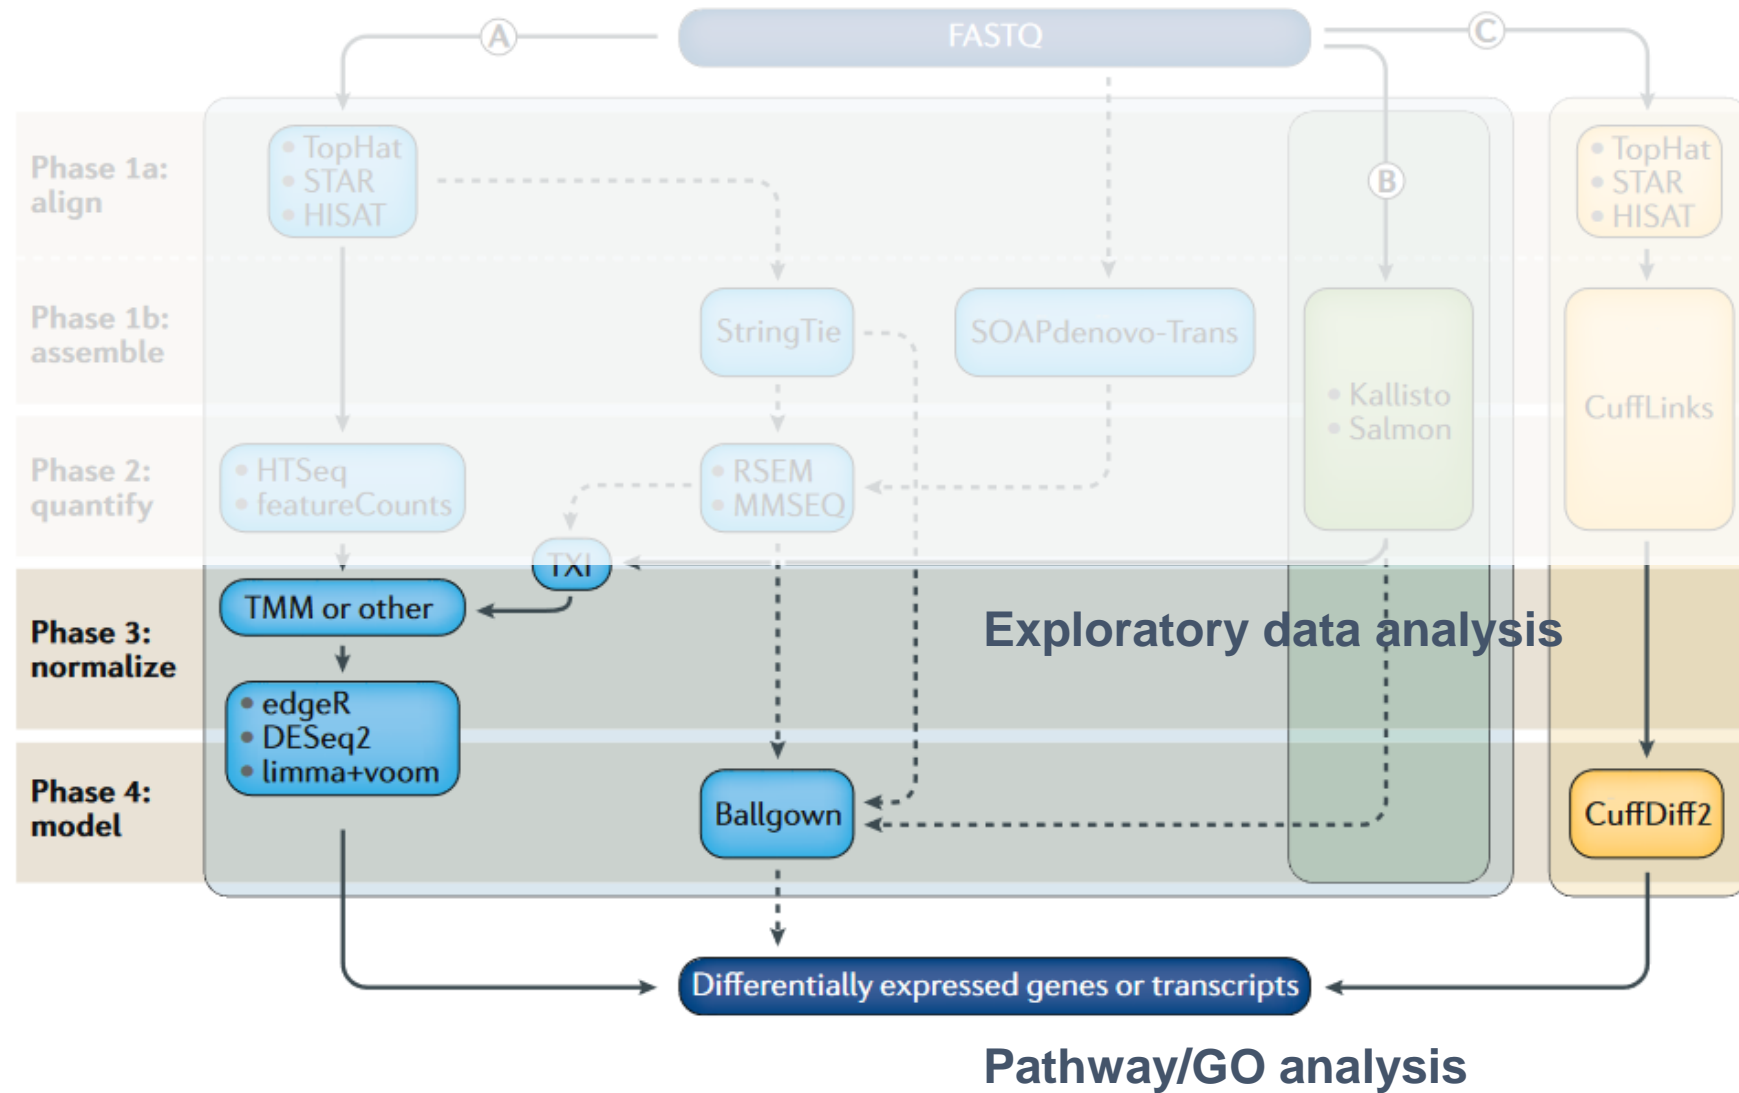 FASTQ
A
C
Phase 1a:
align
• TopHat
• STAR
• HISAT
B
• TopHat
• STAR
• HISAT
Phase 1b:
assemble
StringTie
SOAPdenovo-Trans
• Kallisto
• Salmon
CuffLinks
Phase 2:
quantify
• HTSeq
• featureCounts
• RSEM
• MMSEQ
TXI
Phase 3:
normalize
TMM or other
Exploratory data analysis
• edgeR
• DESeq2
• limma+voom
Phase 4:
model
Ballgown
CuffDiff2
Differentially expressed genes or transcripts
Pathway/GO analysis